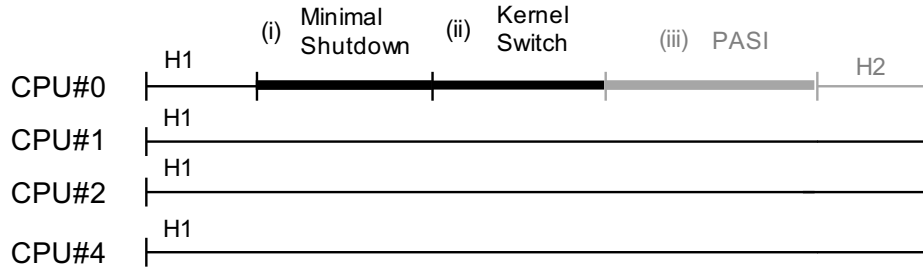 (i) Minimal Shutdown
(ii) Kernel Switch
(iii) PASI
CPU#0 H1 H2
CPU#1 H1
CPU#2 H1
CPU#4 H1